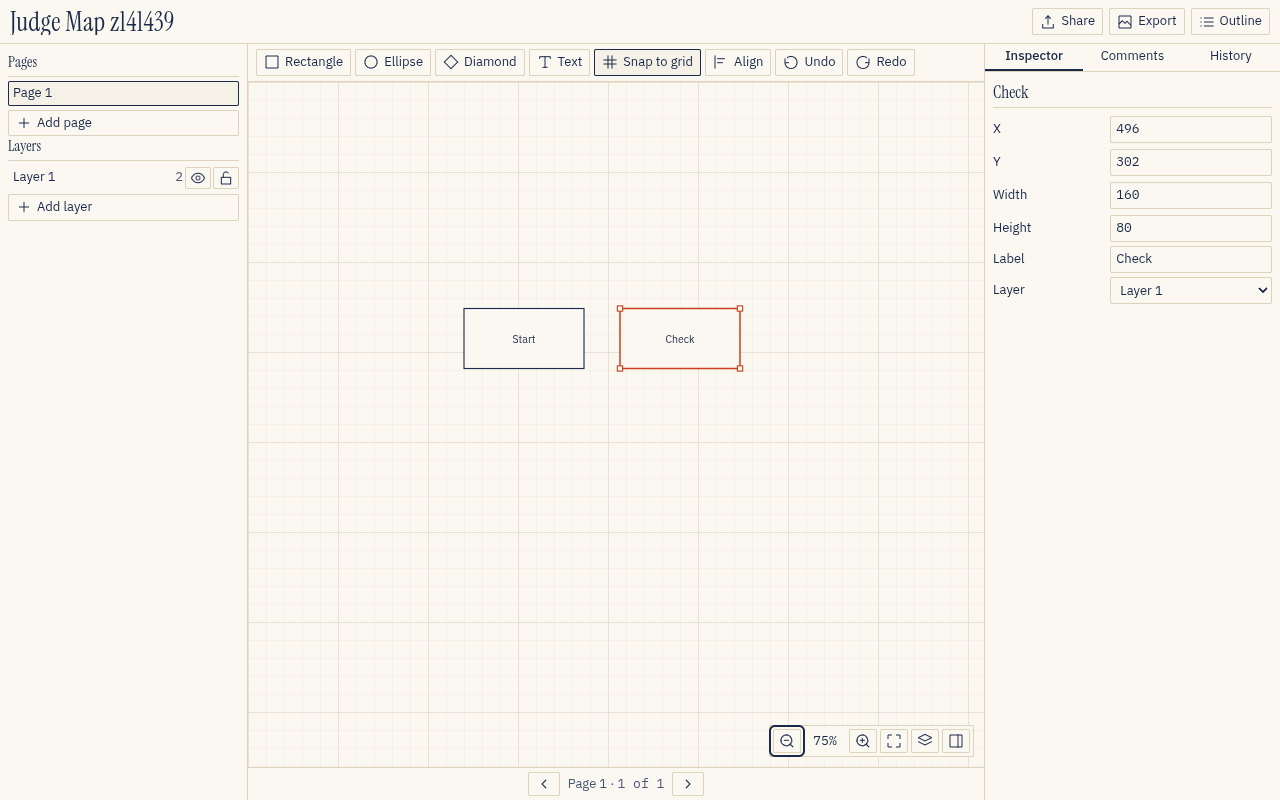 Judge Map zl4l439
Share
Export
Outline
Pages
Page 1
Add page
Layers
Layer 1
2
Add layer
Rectangle
Ellipse
Diamond
Text
Snap to grid
Align
Undo
Redo
Start
Check
75%
Page 1 · 1 of 1
Inspector
Comments
History
Check
X
496
Y
302
Width
160
Height
80
Label
Check
Layer
Layer 1